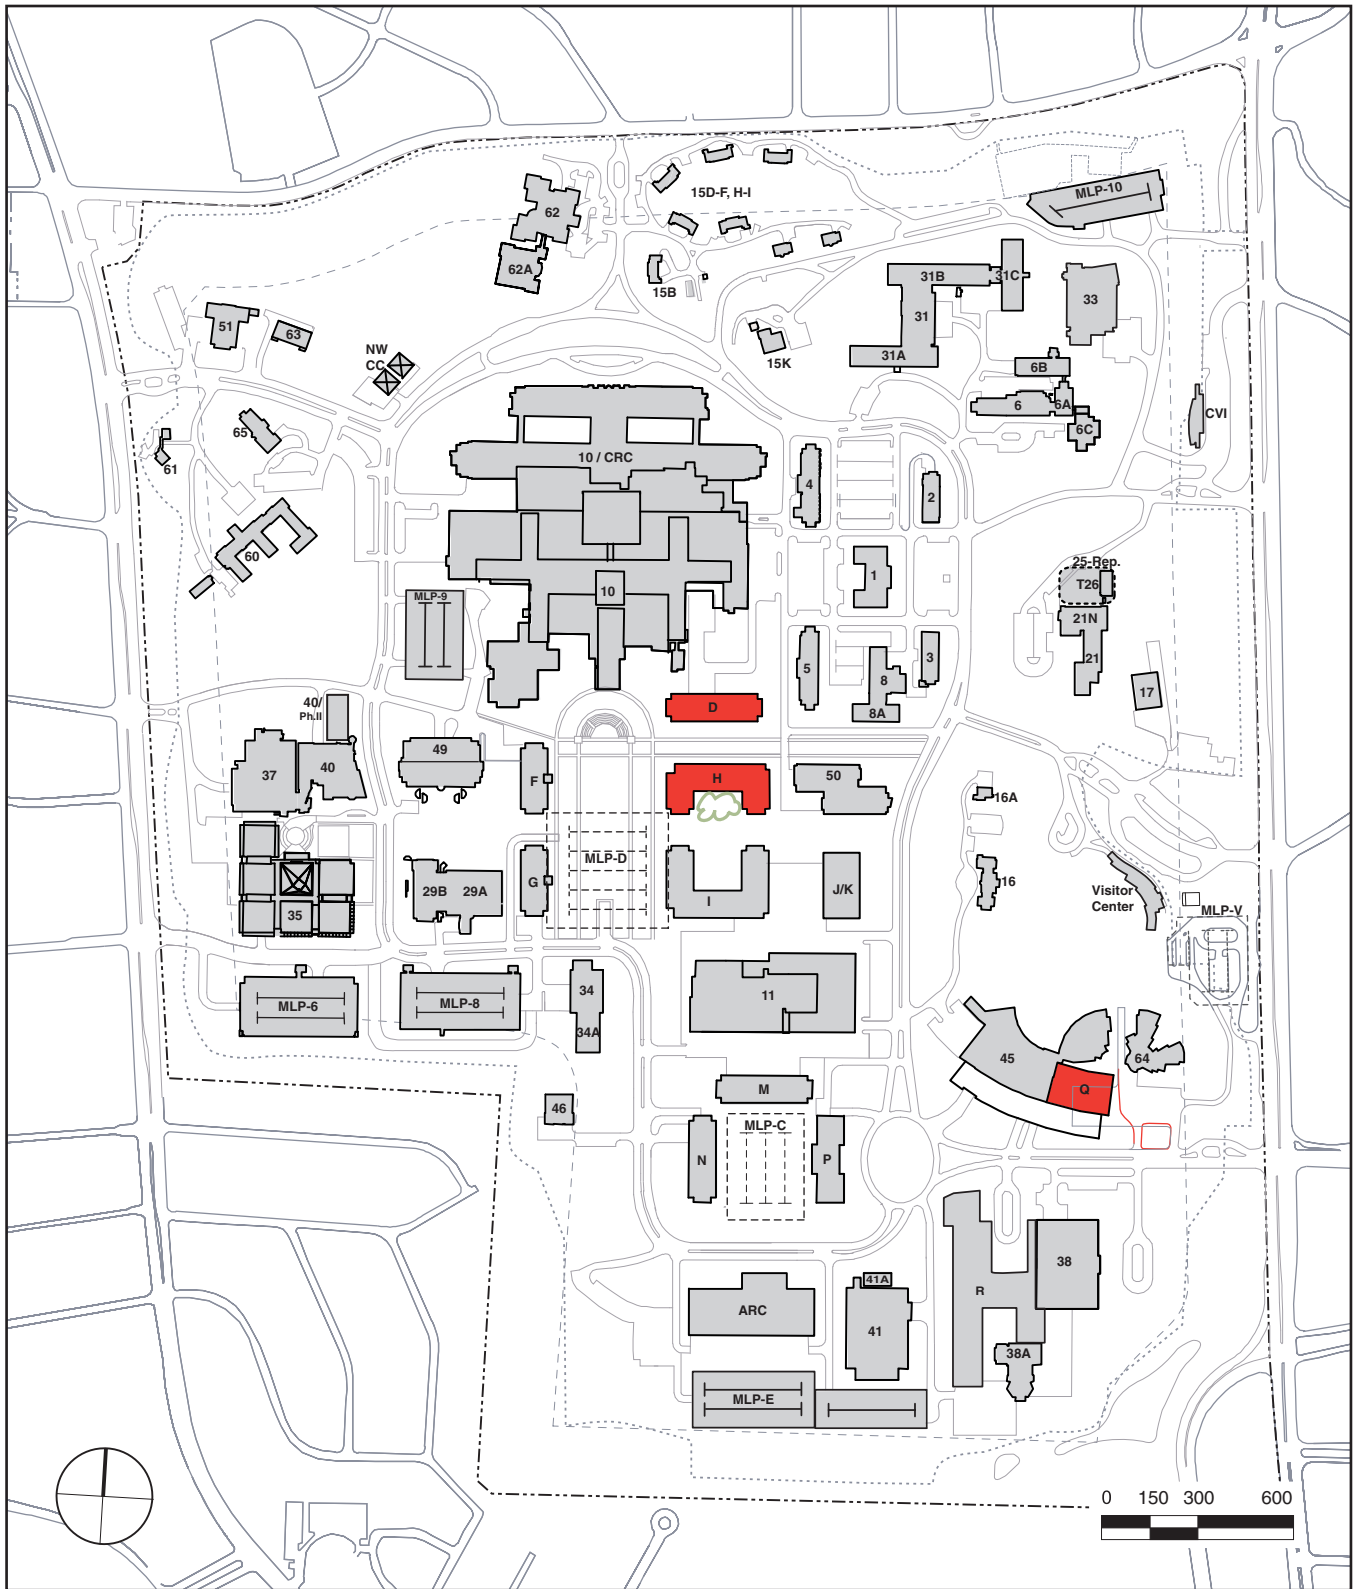 MLP-10
15D-F, H-I
62
62A
15B
31B
31C
33
31
51
63
NW
CC
15K
31A
6B
6
6A
6C
CVI
65
61
10 / CRC
4
2
60
1
25-Rep.
T26
10
MLP-9
21N
21
5
3
8
8A
17
40/
Ph.II
D
49
37
40
F
H
50
16A
MLP-D
29B
29A
G
I
J/K
16
Visitor
Center
MLP-V
35
34
11
MLP-6
MLP-8
34A
45
64
Q
M
46
MLP-C
N
P
38
R
41A
ARC
41
38A
MLP-E
0 150 300 600